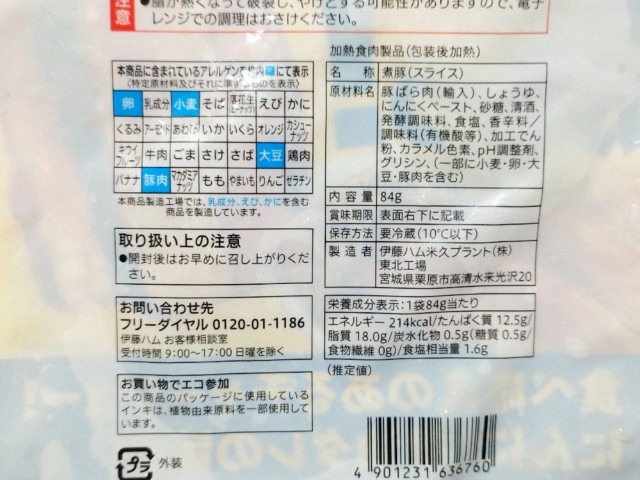 注意
●脂が熱くなって破裂し、やけどする可能性がありますので、電子
レンジでの調理はおさけください。
加熱食肉製品(包装後加熱)
本商品に含まれているアレルゲンを枠内■にて表示
(特定原材料及びそれに準ずるものを表示)
卵 乳成分 小麦 そば 落花生(ピーナッツ) えび かに
くるみ アーモンド あわび いか いくら オレンジ カシューナッツ
キウイフルーツ 牛肉 ごま さけ さば 大豆 鶏肉
バナナ 豚肉 マカダミアナッツ もも やまいも りんご ゼラチン
本商品製造工場では、乳成分、えび、かにを含む
商品を製造しています。
取り扱い上の注意
●開封後はお早めに召し上がりくだ
さい。
お問い合わせ先
フリーダイヤル 0120-01-1186
伊藤ハム お客様相談室
受付時間 9:00〜17:00 日曜を除く
お買い物でエコ参加
この商品のパッケージに使用している
インキは、植物由来原料を一部使用して
います。
プラ 外装
名称 煮豚(スライス)
原材料名 豚ばら肉(輸入)、しょうゆ、
にんにくペースト、砂糖、清酒、
発酵調味料、食塩、香辛料/
調味料(有機酸等)、加工でん
粉、カラメル色素、pH調整剤、
グリシン、(一部に小麦・卵・大
豆・豚肉を含む)
内容量 84g
賞味期限 表面右下に記載
保存方法 要冷蔵(10℃以下)
製造者 伊藤ハム米久プラント(株)
東北工場
宮城県栗原市高清水来光沢20
栄養成分表示:1袋84g当たり
エネルギー 214kcal/たんぱく質 12.5g/
脂質 18.0g/炭水化物 0.5g(糖質 0.5g/
食物繊維 0g)/食塩相当量 1.6g
(推定値)
4 901231 636760